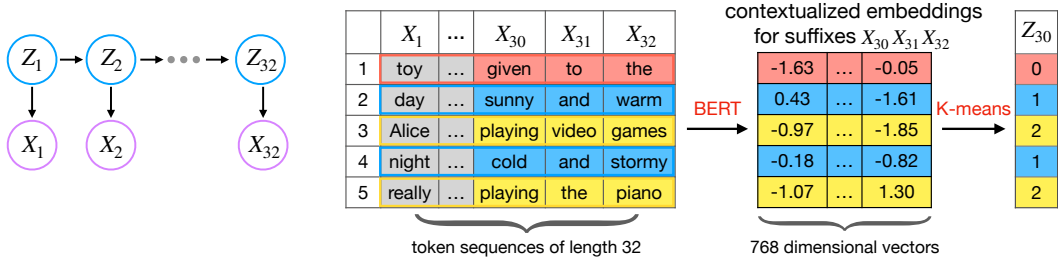 Z1 Z2 ... Z32
X1 X2 X32
X1 ... X30 X31 X32
1 toy ... given to the
2 day ... sunny and warm
3 Alice ... playing video games
4 night ... cold and stormy
5 really ... playing the piano
token sequences of length 32
BERT
contextualized embeddings
for suffixes X30 X31 X32
-1.63 ... -0.05
0.43 ... -1.61
-0.97 ... -1.85
-0.18 ... -0.82
-1.07 ... 1.30
768 dimensional vectors
K-means
Z30
0
1
2
1
2